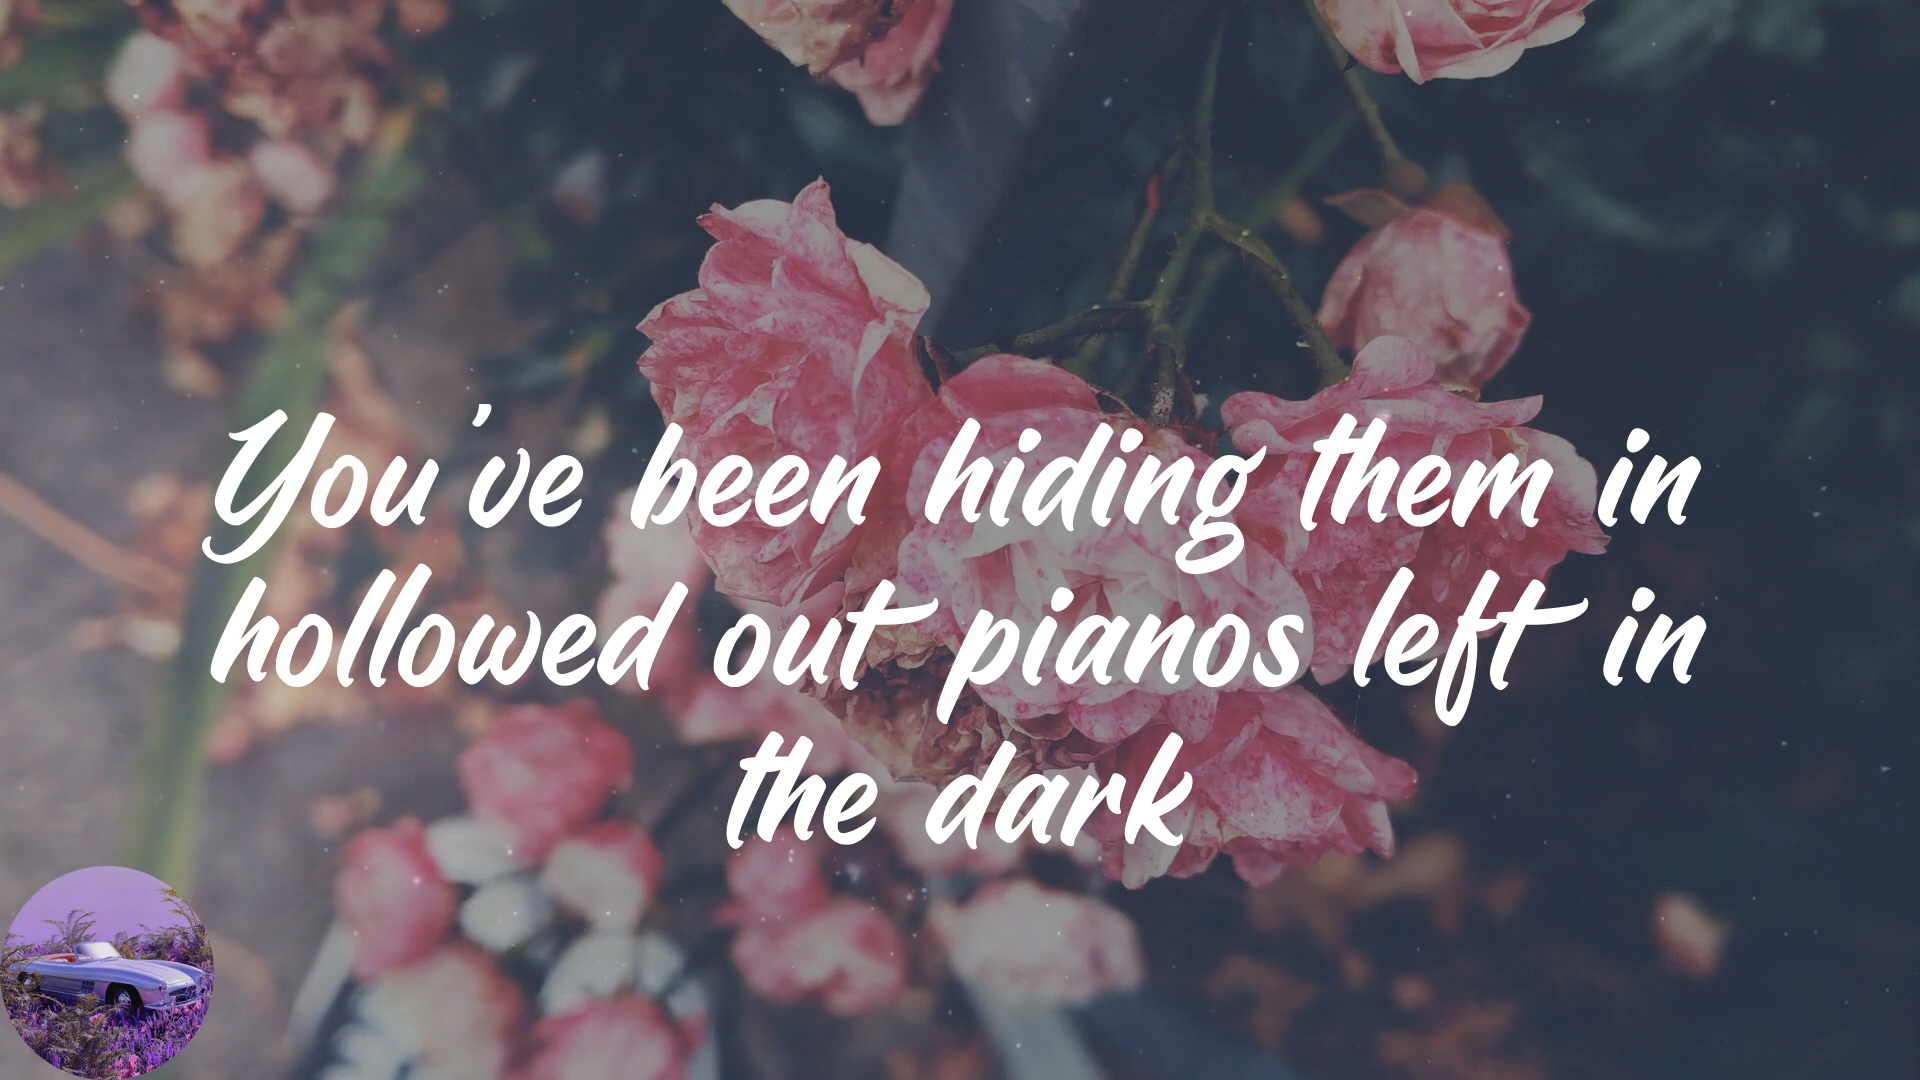 You've been hiding them in
hollowed out pianos left in
the dark